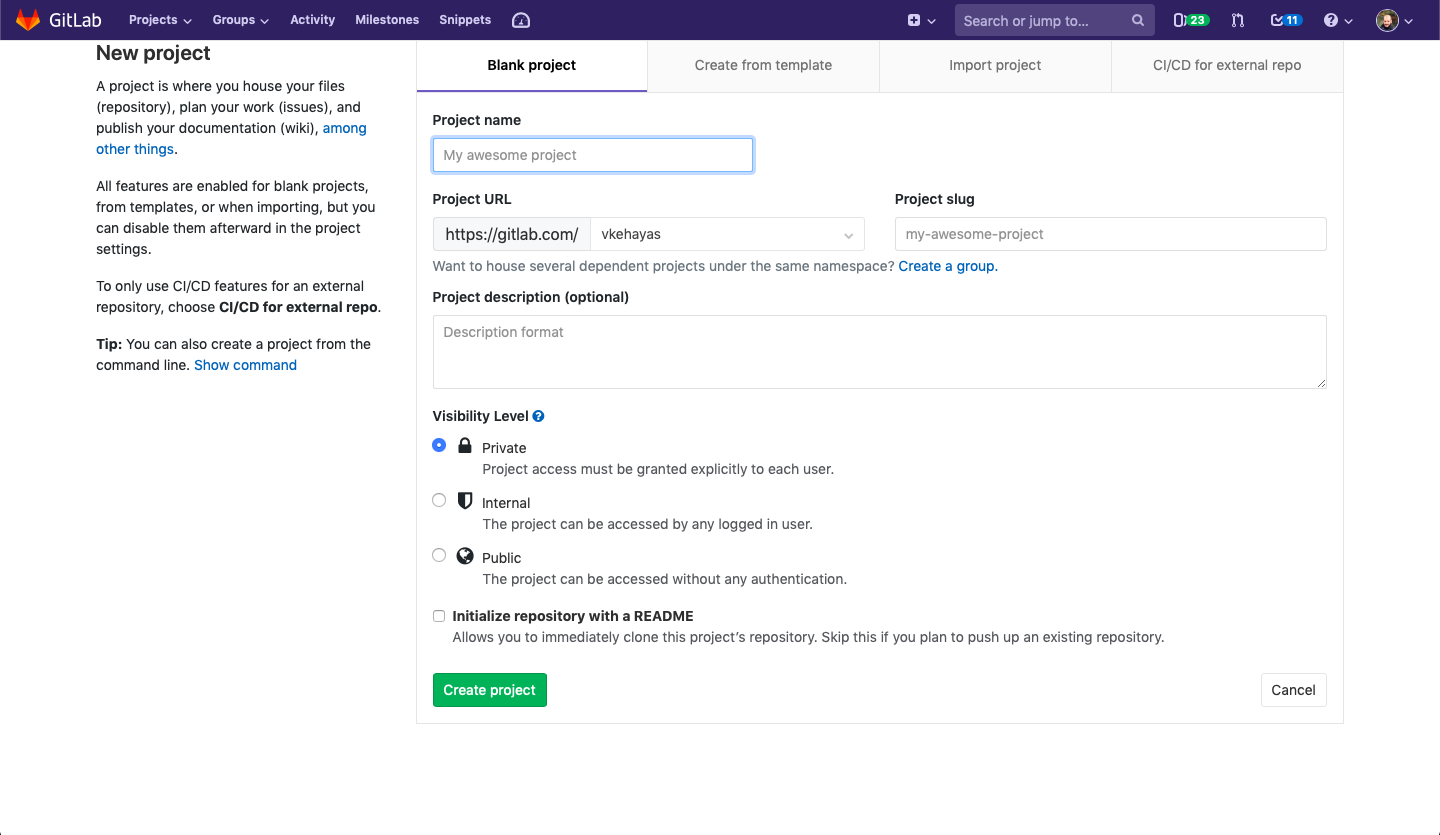 GitLab Projects Groups Activity Milestones Snippets Search or jump to... 23 11
New project
A project is where you house your files
(repository), plan your work (issues), and
publish your documentation (wiki), among
other things.
All features are enabled for blank projects,
from templates, or when importing, but you
can disable them afterward in the project
settings.
To only use CI/CD features for an external
repository, choose CI/CD for external repo.
Tip: You can also create a project from the
command line. Show command
Blank project Create from template Import project CI/CD for external repo
Project name
My awesome project
Project URL Project slug
https://gitlab.com/ vkehayas my-awesome-project
Want to house several dependent projects under the same namespace? Create a group.
Project description (optional)
Description format
Visibility Level
Private
Project access must be granted explicitly to each user.
Internal
The project can be accessed by any logged in user.
Public
The project can be accessed without any authentication.
Initialize repository with a README
Allows you to immediately clone this project's repository. Skip this if you plan to push up an existing repository.
Create project Cancel